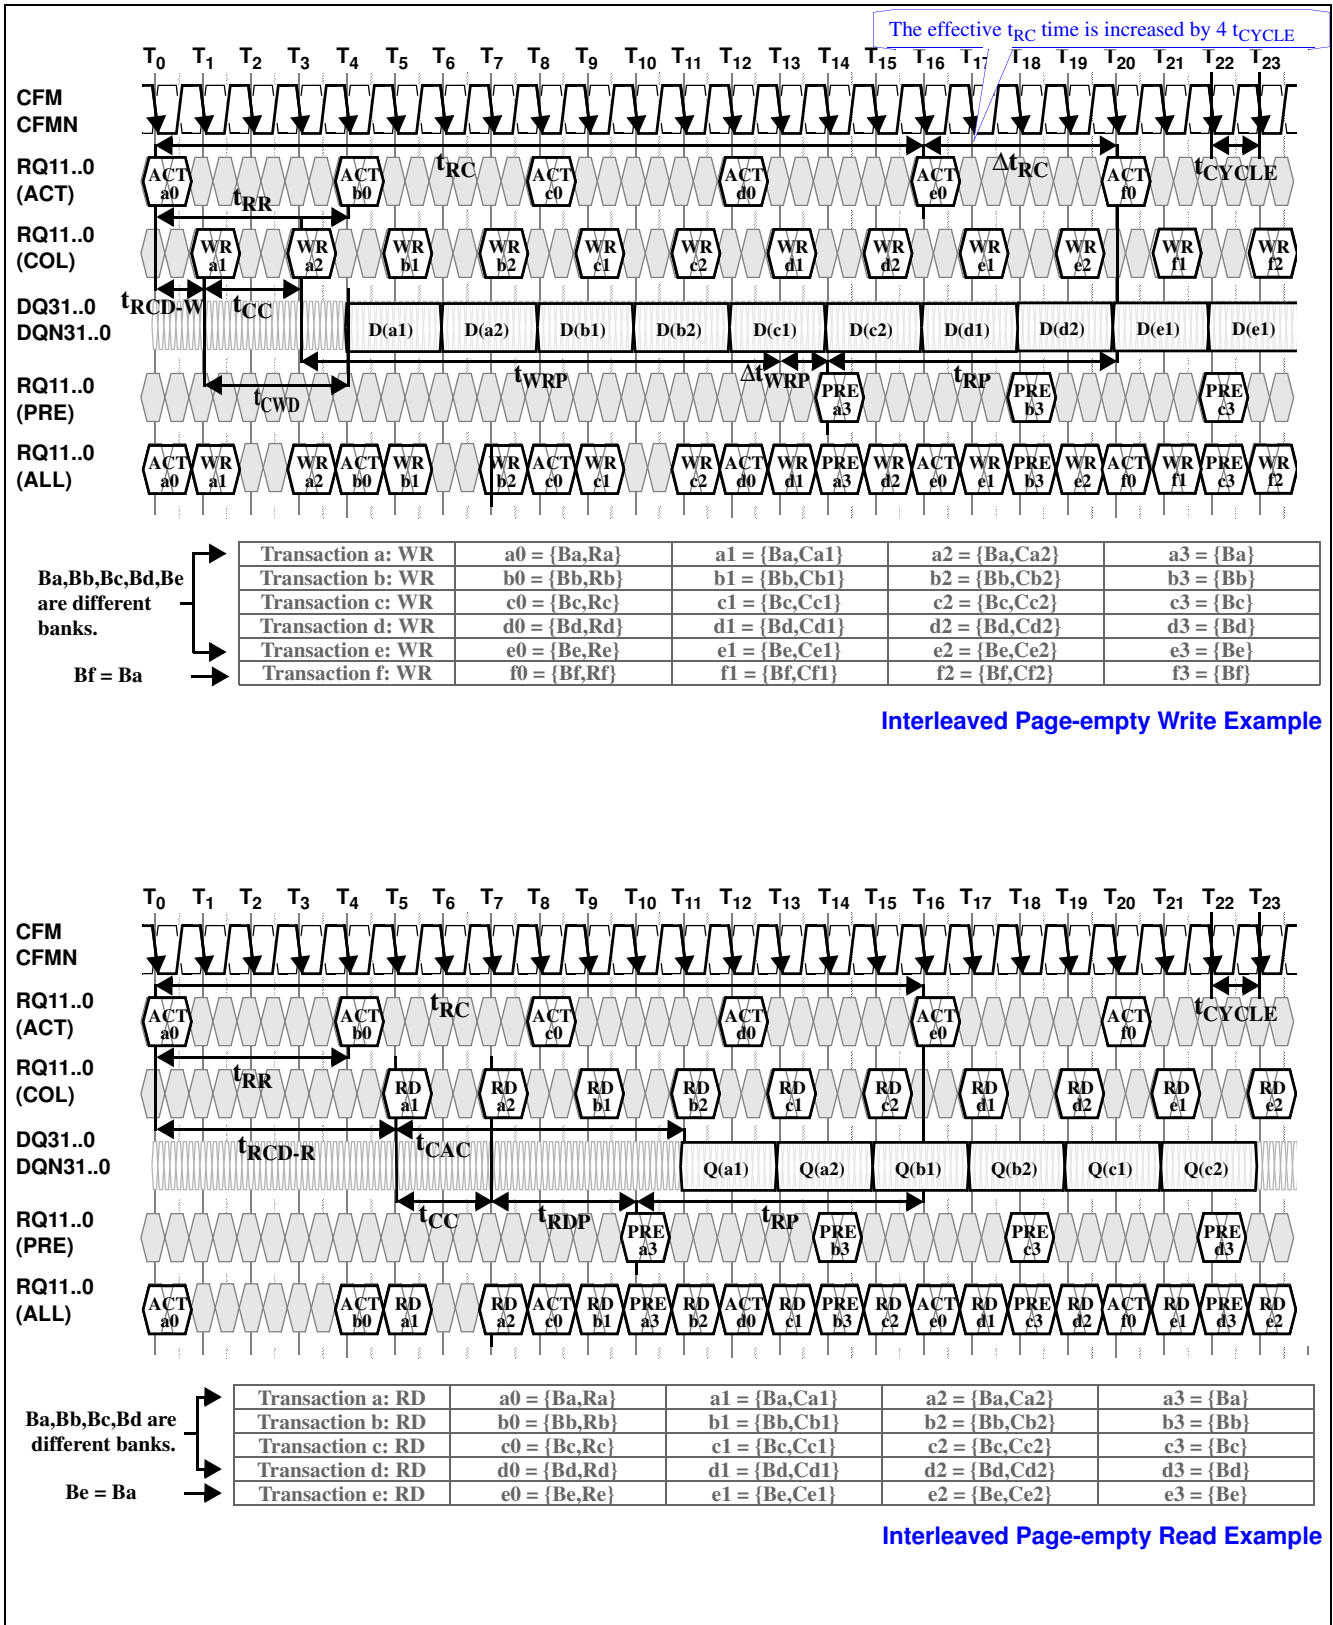 The effective tRC time is increased by 4 tCYCLE
T0 T1 T2 T3 T4 T5 T6 T7 T8 T9 T10 T11 T12 T13 T14 T15 T16 T17 T18 T19 T20 T21 T22 T23
CFM
CFMN
tRC ΔtRC tCYCLE
RQ11..0
(ACT)
ACT a0 ACT b0 ACT c0 ACT d0 ACT e0 ACT f0
tRR
RQ11..0
(COL)
WR a1 WR a2 WR b1 WR b2 WR c1 WR c2 WR d1 WR d2 WR e1 WR e2 WR f1 WR f2
tRCD-W tCC
DQ31..0
DQN31..0
D(a1) D(a2) D(b1) D(b2) D(c1) D(c2) D(d1) D(d2) D(e1) D(e1)
tCWD tWRP ΔtWRP tRP
RQ11..0
(PRE)
PRE a3 PRE b3 PRE c3
RQ11..0
(ALL)
ACT a0 WR a1 WR a2 ACT b0 WR b1 WR b2 ACT c0 WR c1 WR c2 ACT d0 WR d1 PRE a3 WR d2 ACT e0 WR e1 PRE b3 WR e2 ACT f0 WR f1 PRE c3 WR f2
Ba,Bb,Bc,Bd,Be
are different
banks.
Bf = Ba
Transaction a: WR a0 = {Ba,Ra} a1 = {Ba,Ca1} a2 = {Ba,Ca2} a3 = {Ba}
Transaction b: WR b0 = {Bb,Rb} b1 = {Bb,Cb1} b2 = {Bb,Cb2} b3 = {Bb}
Transaction c: WR c0 = {Bc,Rc} c1 = {Bc,Cc1} c2 = {Bc,Cc2} c3 = {Bc}
Transaction d: WR d0 = {Bd,Rd} d1 = {Bd,Cd1} d2 = {Bd,Cd2} d3 = {Bd}
Transaction e: WR e0 = {Be,Re} e1 = {Be,Ce1} e2 = {Be,Ce2} e3 = {Be}
Transaction f: WR f0 = {Bf,Rf} f1 = {Bf,Cf1} f2 = {Bf,Cf2} f3 = {Bf}
Interleaved Page-empty Write Example
T0 T1 T2 T3 T4 T5 T6 T7 T8 T9 T10 T11 T12 T13 T14 T15 T16 T17 T18 T19 T20 T21 T22 T23
CFM
CFMN
tRC tCYCLE
RQ11..0
(ACT)
ACT a0 ACT b0 ACT c0 ACT d0 ACT e0 ACT f0
tRR
RQ11..0
(COL)
RD a1 RD a2 RD b1 RD b2 RD c1 RD c2 RD d1 RD d2 RD e1 RD e2
tRCD-R tCAC
DQ31..0
DQN31..0
Q(a1) Q(a2) Q(b1) Q(b2) Q(c1) Q(c2)
tCC tRDP tRP
RQ11..0
(PRE)
PRE a3 PRE b3 PRE c3 PRE d3
RQ11..0
(ALL)
ACT a0 ACT b0 RD a1 RD a2 ACT c0 RD b1 PRE a3 RD b2 ACT d0 RD c1 PRE b3 RD c2 ACT e0 RD d1 PRE c3 RD d2 ACT f0 RD e1 PRE d3 RD e2
Ba,Bb,Bc,Bd are
different banks.
Be = Ba
Transaction a: RD a0 = {Ba,Ra} a1 = {Ba,Ca1} a2 = {Ba,Ca2} a3 = {Ba}
Transaction b: RD b0 = {Bb,Rb} b1 = {Bb,Cb1} b2 = {Bb,Cb2} b3 = {Bb}
Transaction c: RD c0 = {Bc,Rc} c1 = {Bc,Cc1} c2 = {Bc,Cc2} c3 = {Bc}
Transaction d: RD d0 = {Bd,Rd} d1 = {Bd,Cd1} d2 = {Bd,Cd2} d3 = {Bd}
Transaction e: RD e0 = {Be,Re} e1 = {Be,Ce1} e2 = {Be,Ce2} e3 = {Be}
Interleaved Page-empty Read Example